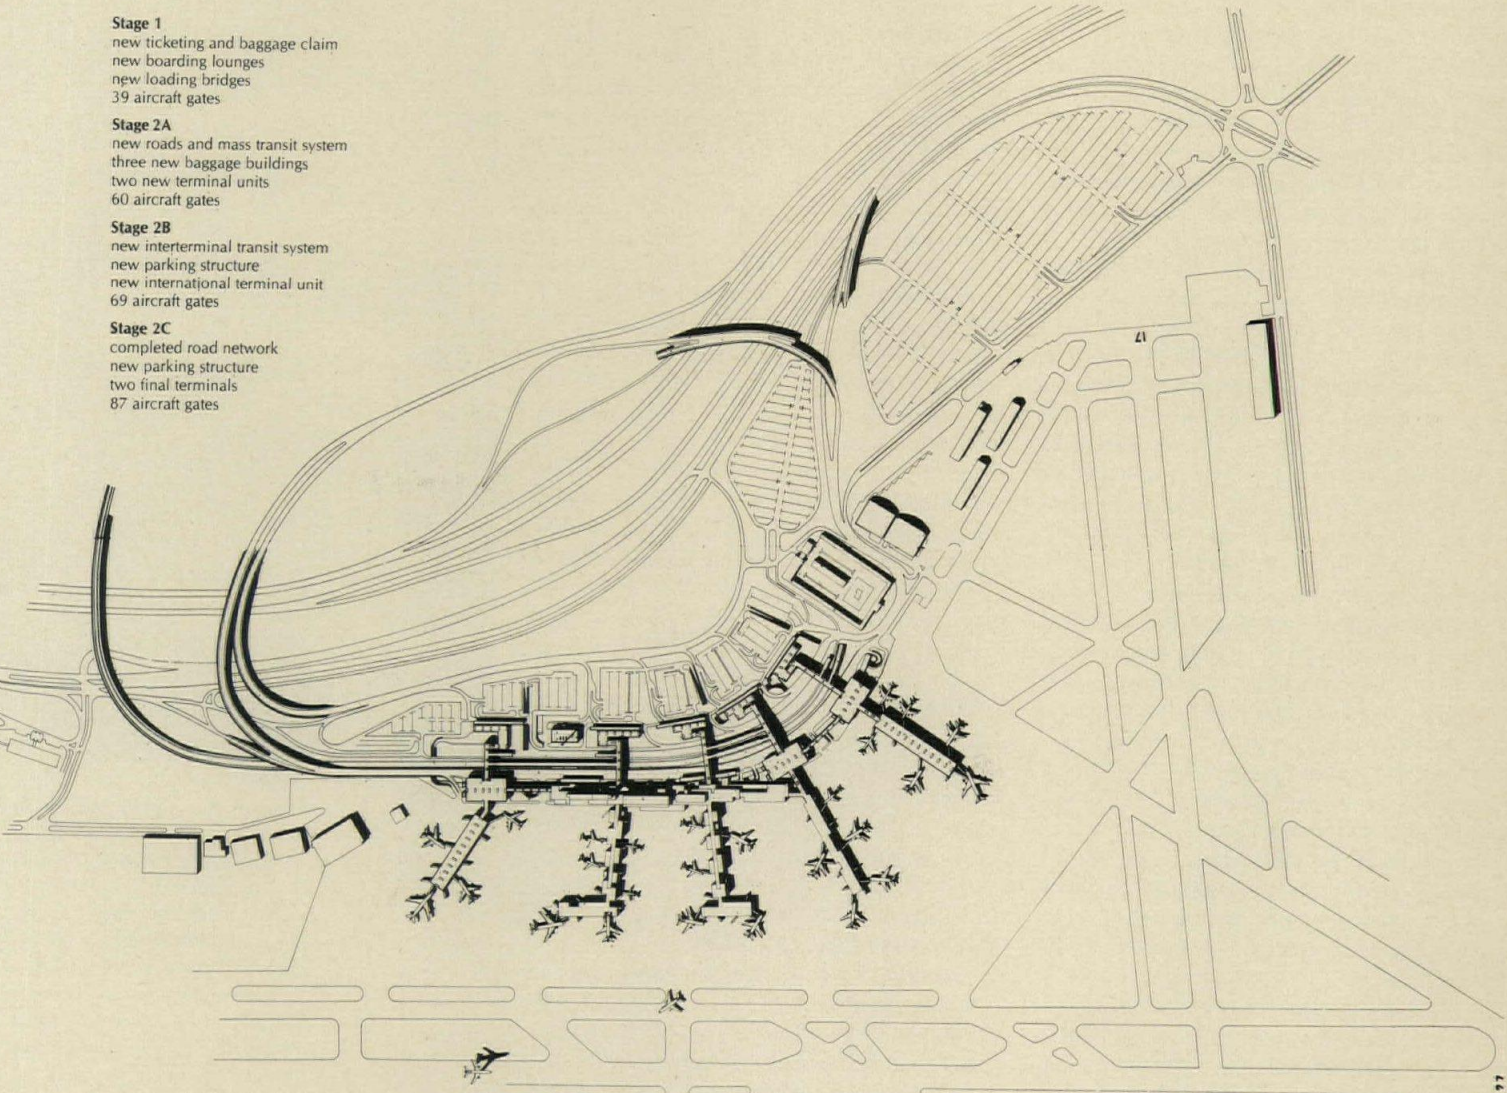 Stage 1
new ticketing and baggage claim
new boarding lounges
new loading bridges
39 aircraft gates
Stage 2A
new roads and mass transit system
three new baggage buildings
two new terminal units
60 aircraft gates
Stage 2B
new interterminal transit system
new parking structure
new international terminal unit
69 aircraft gates
Stage 2C
completed road network
new parking structure
two final terminals
87 aircraft gates
17